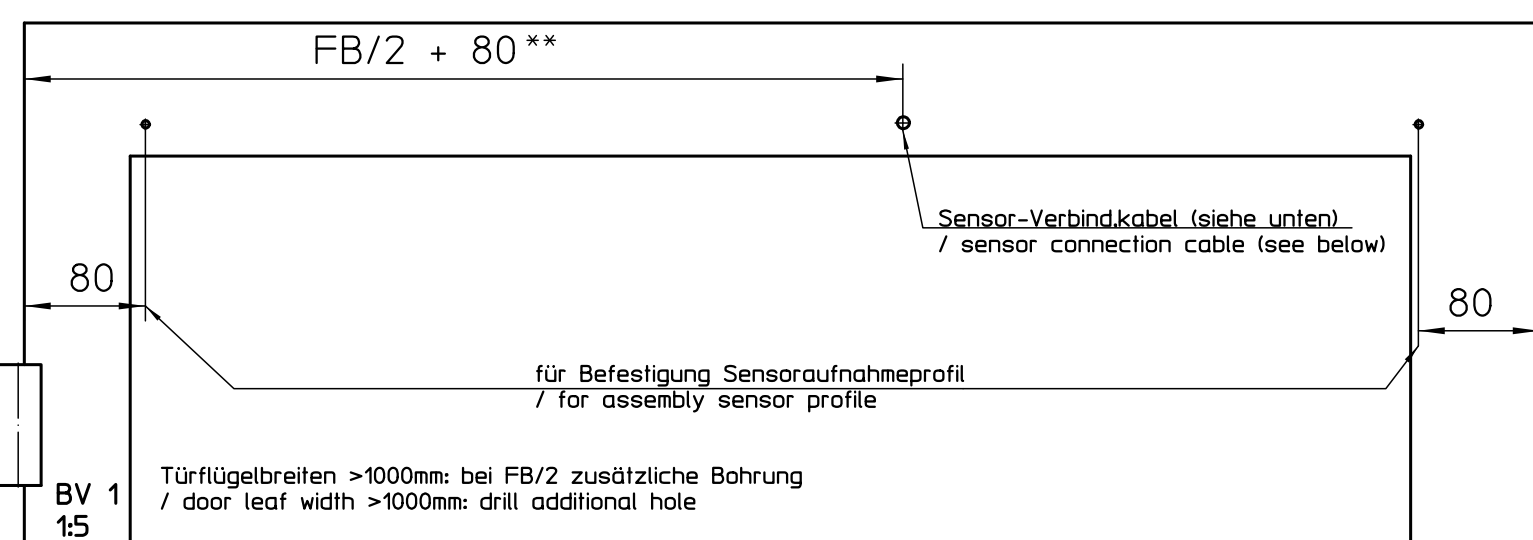 FB/2 + 80**
Sensor-Verbind.kabel (siehe unten)
/ sensor connection cable (see below)
80
80
für Befestigung Sensoraufnahmeprofil
/ for assembly sensor profile
Türflügelbreiten >1000mm: bei FB/2 zusätzliche Bohrung
/ door leaf width >1000mm: drill additional hole
BV 1
1:5